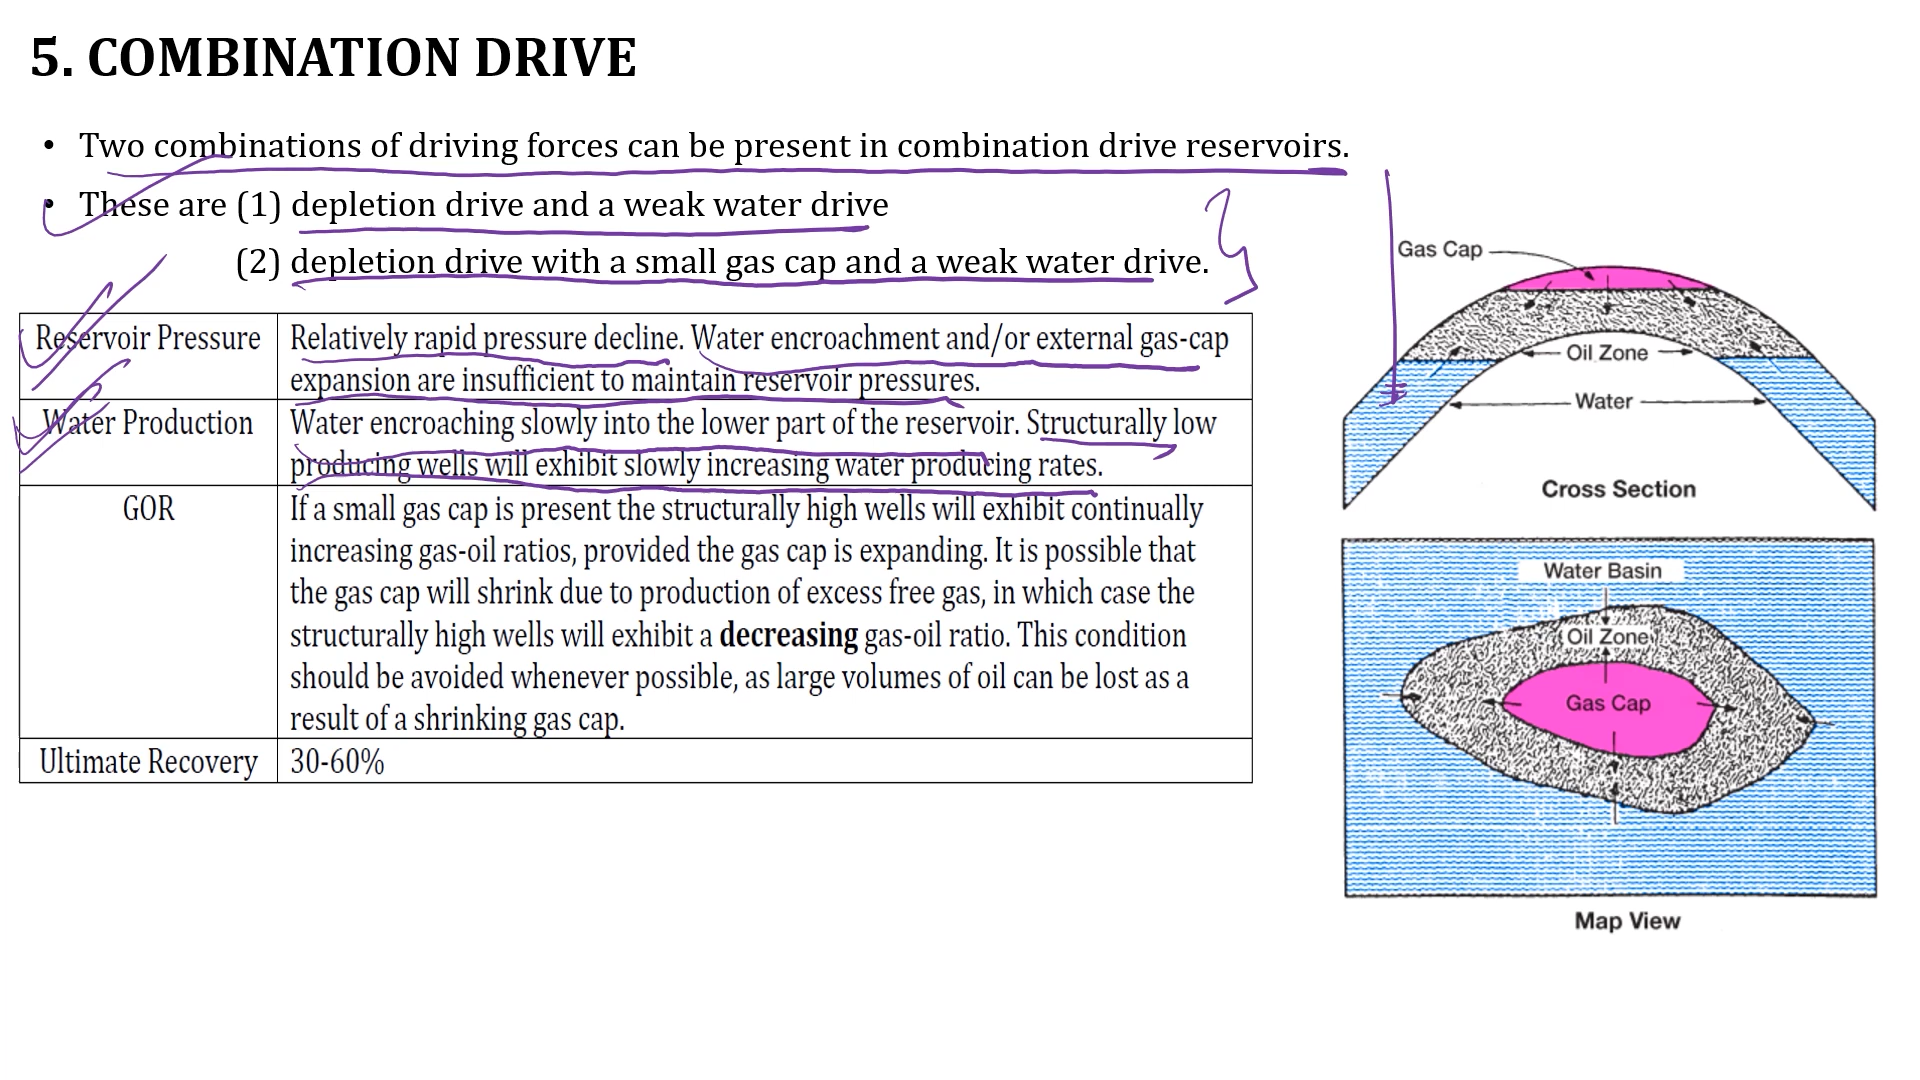 5. COMBINATION DRIVE
• Two combinations of driving forces can be present in combination drive reservoirs.
• These are (1) depletion drive and a weak water drive
(2) depletion drive with a small gas cap and a weak water drive.
Reservoir Pressure
Relatively rapid pressure decline. Water encroachment and/or external gas-cap
expansion are insufficient to maintain reservoir pressures.
Water Production
Water encroaching slowly into the lower part of the reservoir. Structurally low
producing wells will exhibit slowly increasing water producing rates.
GOR
If a small gas cap is present the structurally high wells will exhibit continually
increasing gas-oil ratios, provided the gas cap is expanding. It is possible that
the gas cap will shrink due to production of excess free gas, in which case the
structurally high wells will exhibit a decreasing gas-oil ratio. This condition
should be avoided whenever possible, as large volumes of oil can be lost as a
result of a shrinking gas cap.
Ultimate Recovery
30-60%
Gas Cap
Oil Zone
Water
Cross Section
Water Basin
Oil Zone
Gas Cap
Map View